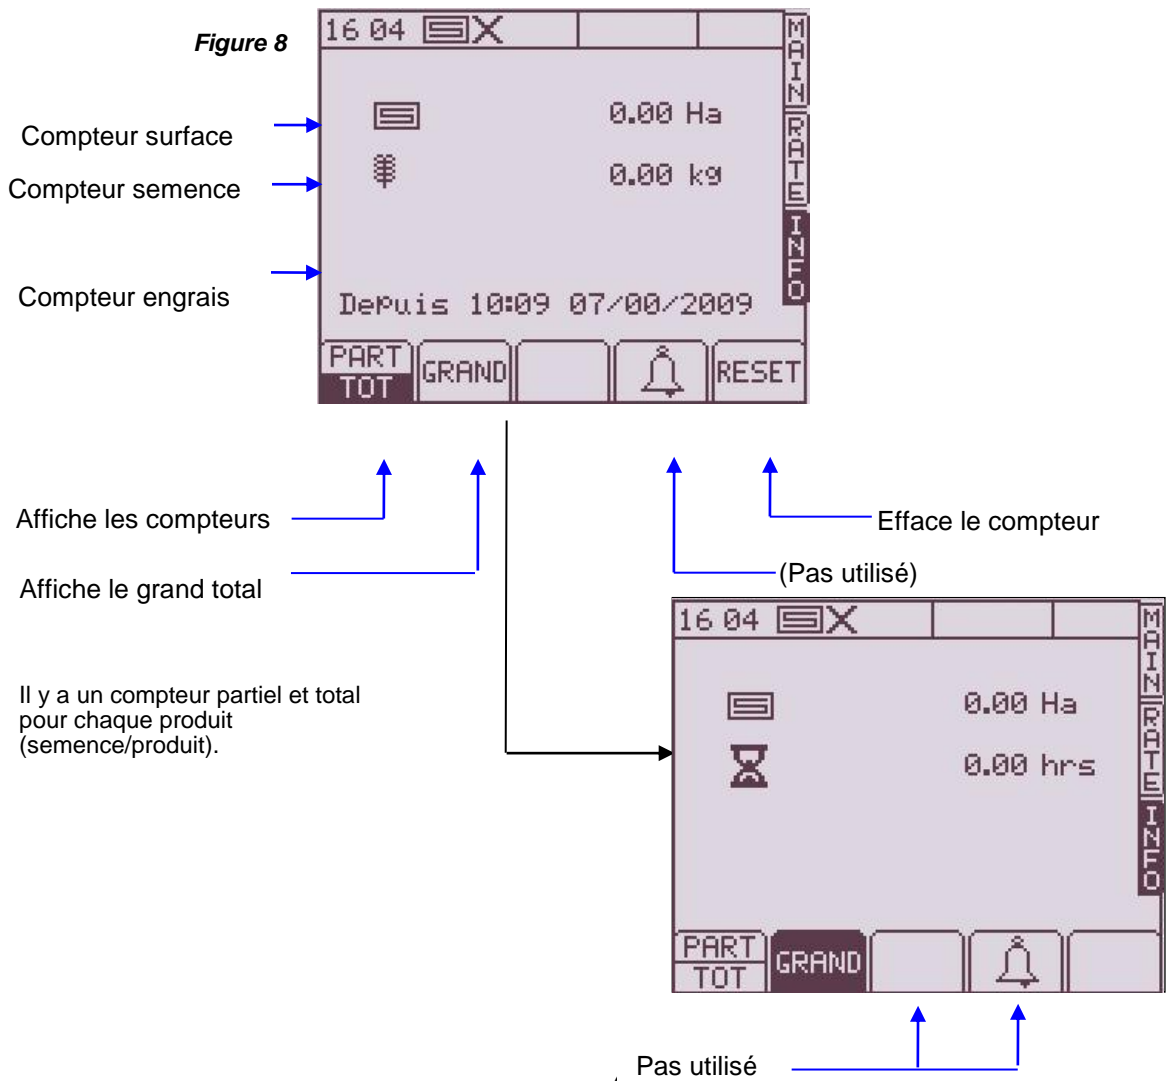 Figure 8
16 04
MAIN
RATE
INFO
Compteur surface
0.00 Ha
Compteur semence
0.00 kg
Compteur engrais
Depuis 10:09 07/00/2009
PART
TOT
GRAND
RESET
Affiche les compteurs
Efface le compteur
Affiche le grand total
(Pas utilisé)
Il y a un compteur partiel et total
pour chaque produit
(semence/produit).
16 04
MAIN
RATE
INFO
0.00 Ha
0.00 hrs
PART
TOT
GRAND
Pas utilisé